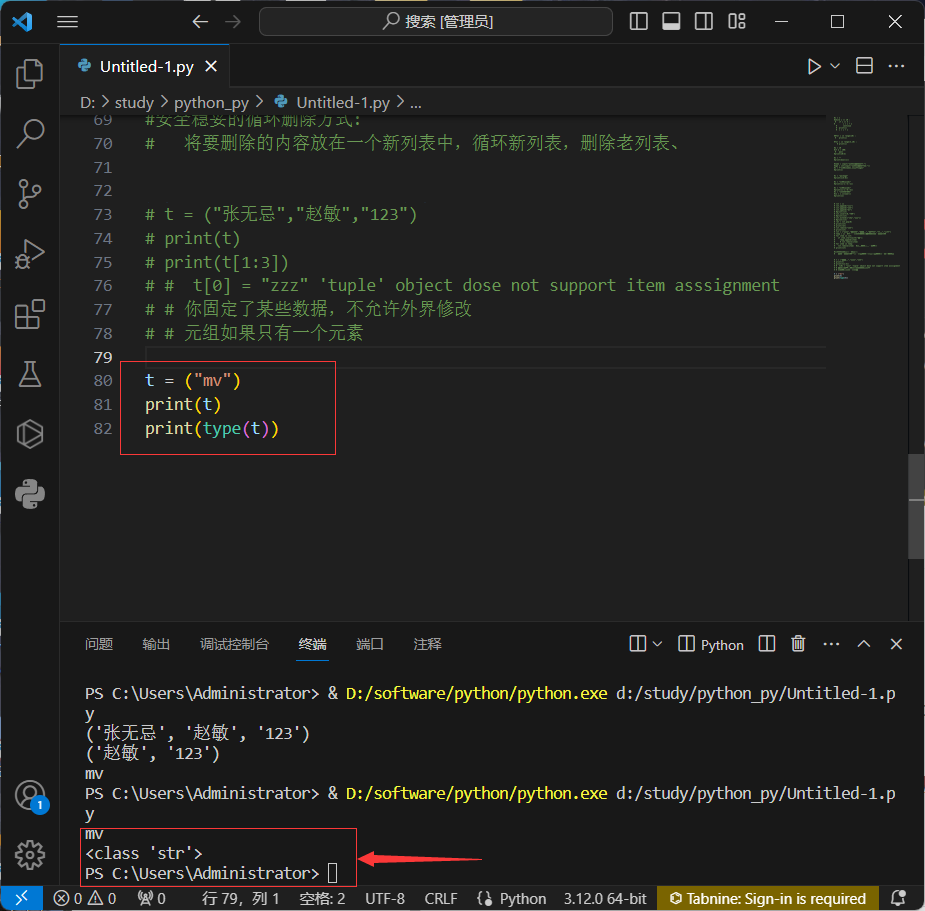 搜索 [管理员]
Untitled-1.py
D: > study > python_py > Untitled-1.py > ...
69 #安全稳妥的循环删除方式:
70 #   将要删除的内容放在一个新列表中，循环新列表，删除老列表、
71
72
73 # t = ("张无忌","赵敏","123")
74 # print(t)
75 # print(t[1:3])
76 # #  t[0] = "zzz" 'tuple' object dose not support item asssignment
77 # # 你固定了某些数据，不允许外界修改
78 # # 元组如果只有一个元素
79
80 t = ("mv")
81 print(t)
82 print(type(t))
问题 输出 调试控制台 终端 端口 注释 Python
PS C:\Users\Administrator> & D:/software/python/python.exe d:/study/python_py/Untitled-1.p
y
('张无忌', '赵敏', '123')
('赵敏', '123')
mv
PS C:\Users\Administrator> & D:/software/python/python.exe d:/study/python_py/Untitled-1.p
y
mv
<class 'str'>
PS C:\Users\Administrator>
1
0 0 0 行 79，列 1 空格: 2 UTF-8 CRLF Python 3.12.0 64-bit Tabnine: Sign-in is required